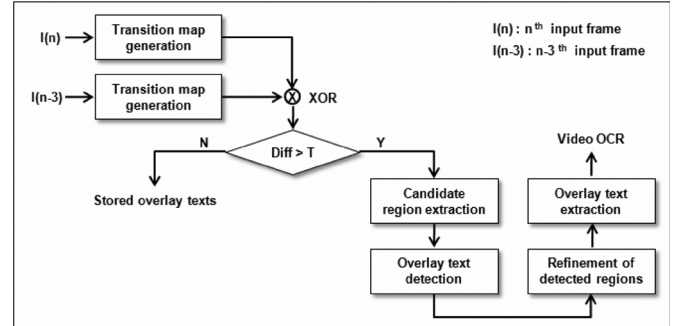 I(n)
Transition map
generation
I(n) : n th input frame
I(n-3) : n-3 th input frame
I(n-3)
Transition map
generation
X
XOR
Diff > T
N
Y
Stored overlay texts
Candidate
region extraction
Overlay text
detection
Refinement of
detected regions
Overlay text
extraction
Video OCR